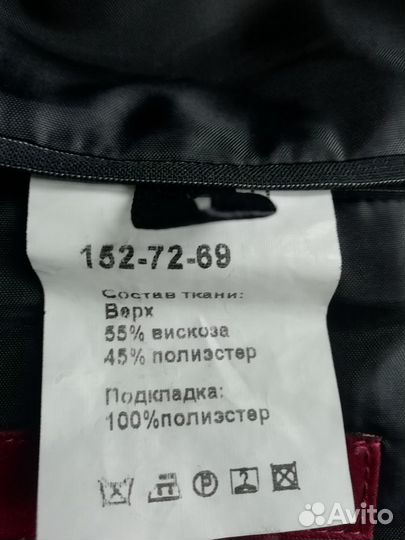 152-72-69
Состав ткани:
Верх
55% вискоза
45% полиэстер
Подкладка:
100%полиэстер
P
Avito